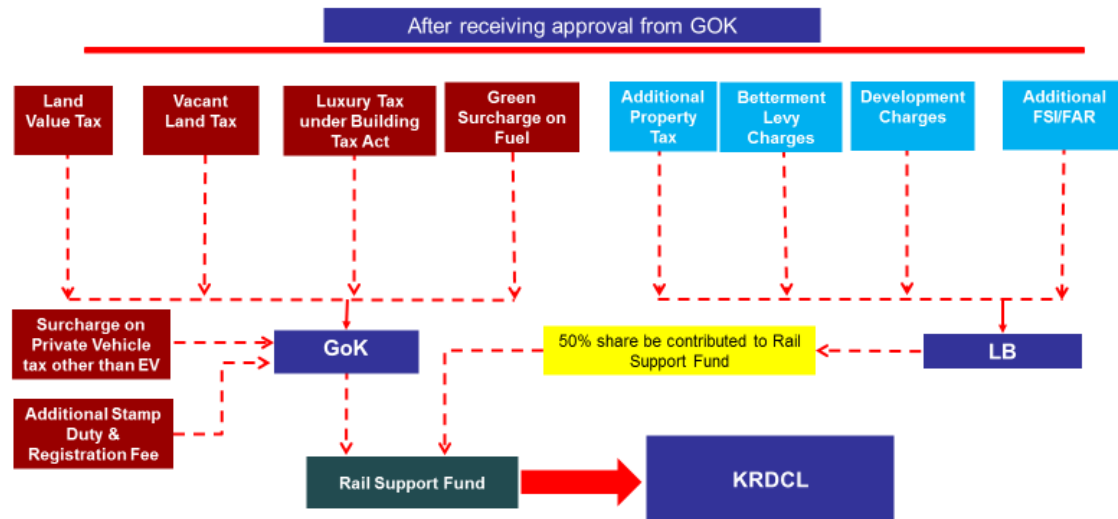 After receiving approval from GOK
Land
Value Tax
Vacant
Land Tax
Luxury Tax
under Building
Tax Act
Green
Surcharge on
Fuel
Additional
Property
Tax
Betterment
Levy
Charges
Development
Charges
Additional
FSI/FAR
Surcharge on
Private Vehicle
tax other than EV
GoK
50% share be contributed to Rail
Support Fund
LB
Additional Stamp
Duty &
Registration Fee
Rail Support Fund
KRDCL